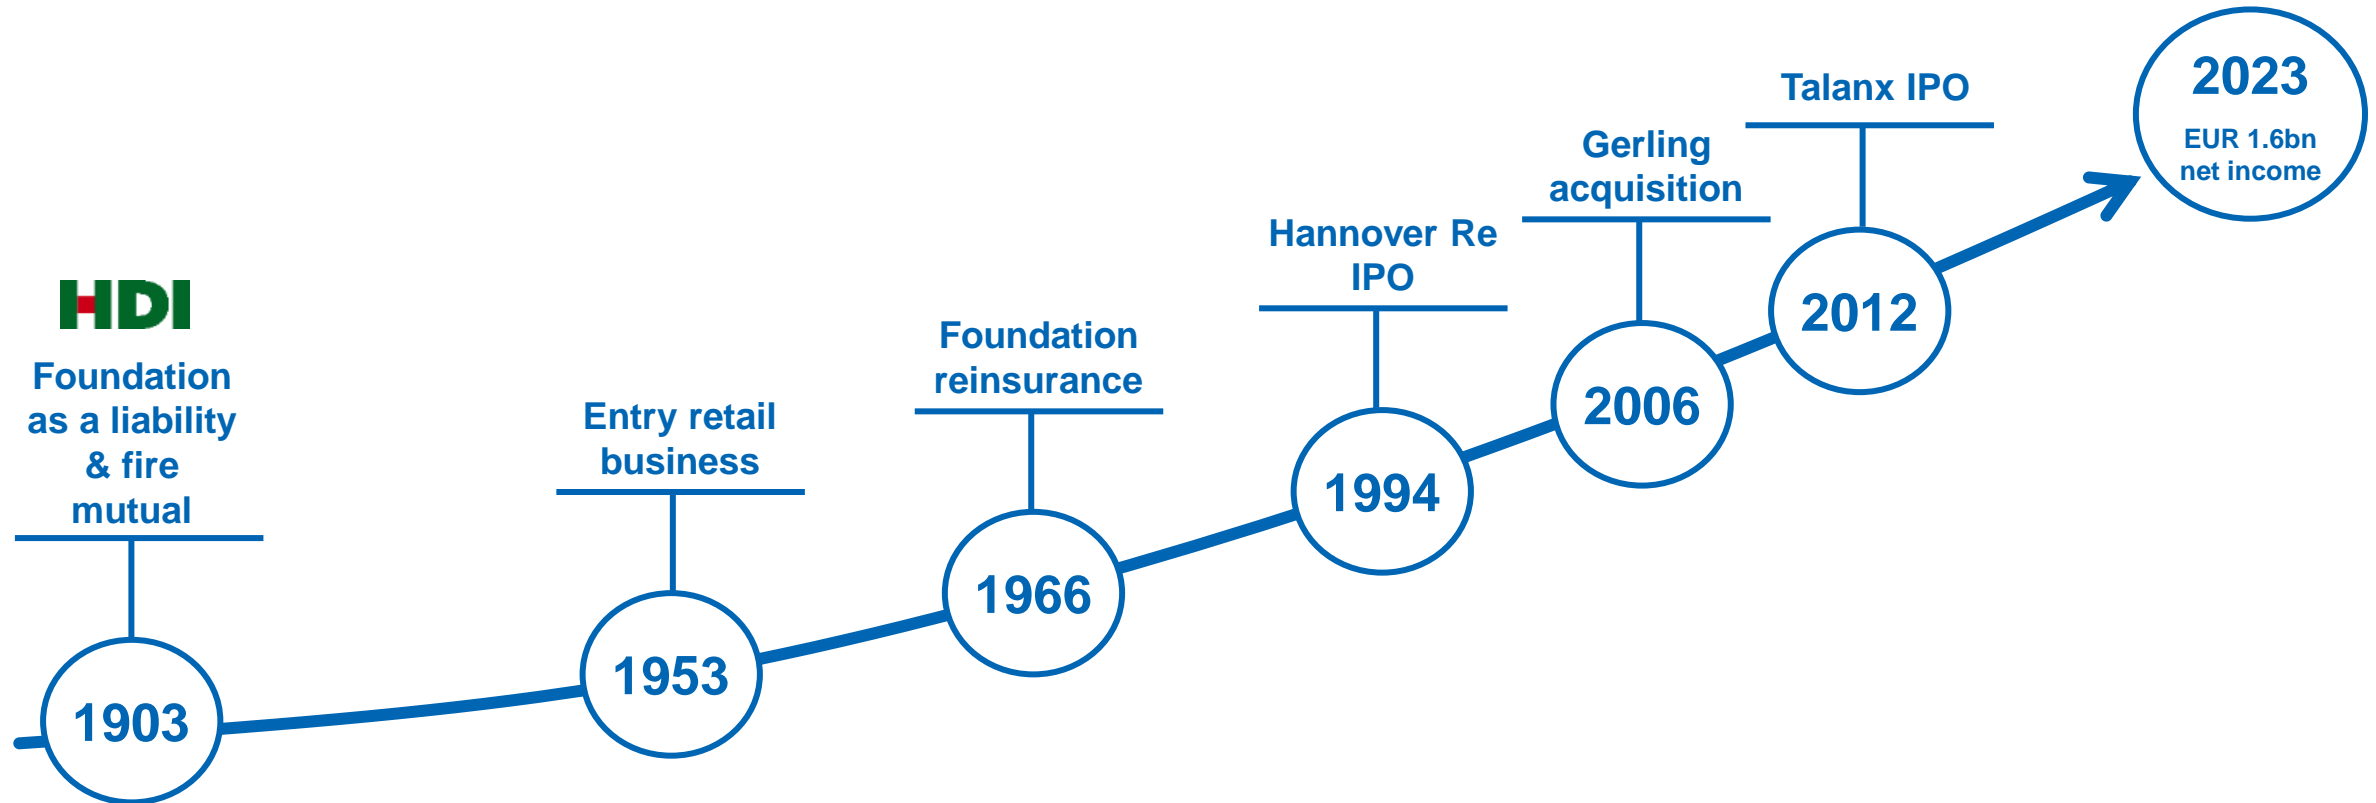 HDI
Foundation
as a liability
& fire
mutual
1903
Entry retail
business
1953
Foundation
reinsurance
1966
Hannover Re
IPO
1994
Gerling
acquisition
2006
Talanx IPO
2012
2023
EUR 1.6bn
net income